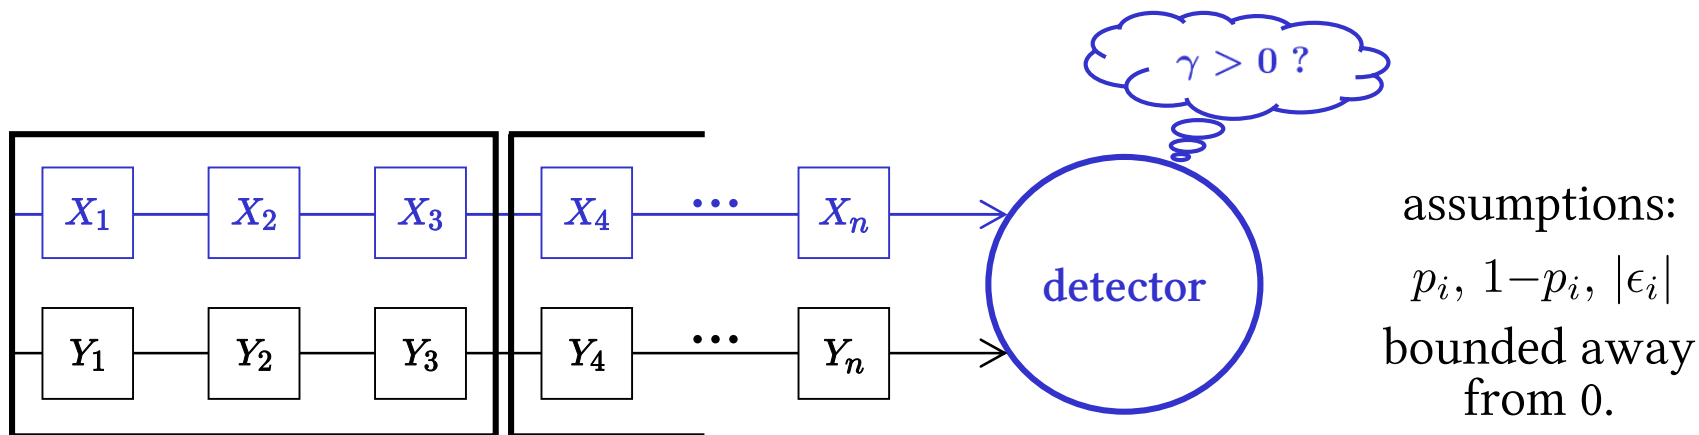 γ > 0 ?
X₁ X₂ X₃ X₄ ... Xₙ
detector
Y₁ Y₂ Y₃ Y₄ ... Yₙ
assumptions:
pᵢ, 1−pᵢ, |ϵᵢ|
bounded away
from 0.